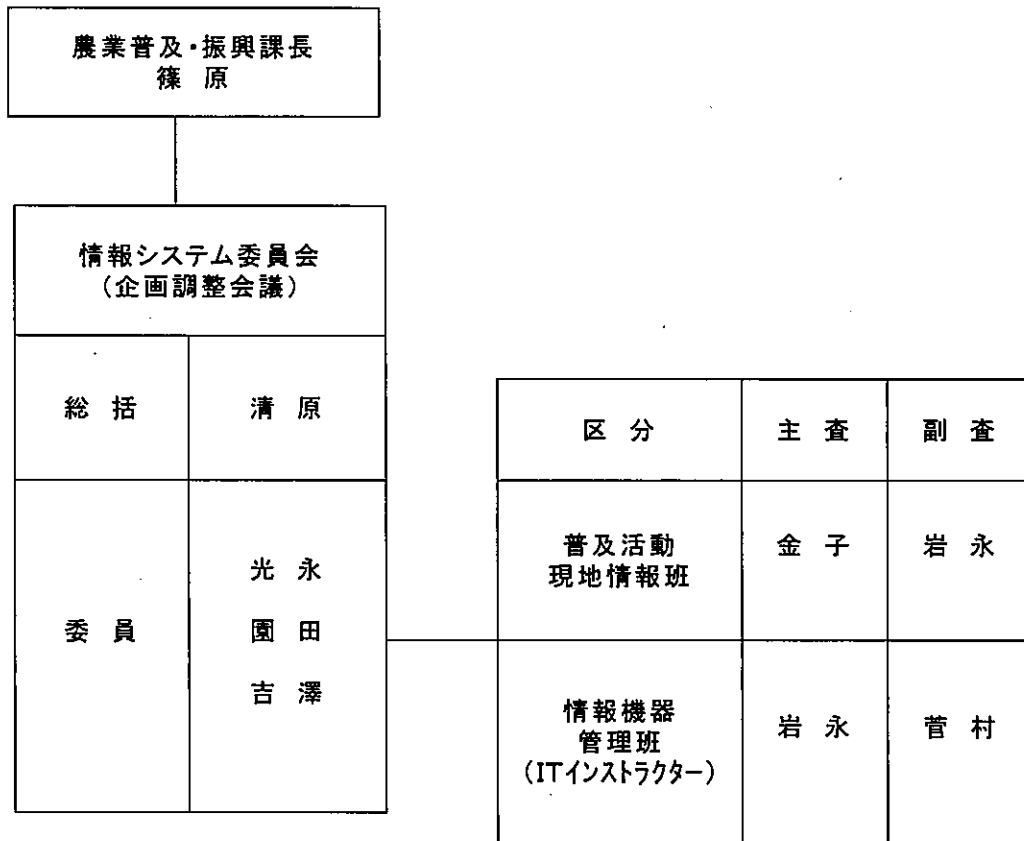 農業普及・振興課長
篠原
情報システム委員会
（企画調整会議）
総括 清原
委員
光永
園田
吉澤
区分 主査 副査
普及活動
現地情報班
金子 岩永
情報機器
管理班
（ITインストラクター）
岩永 菅村